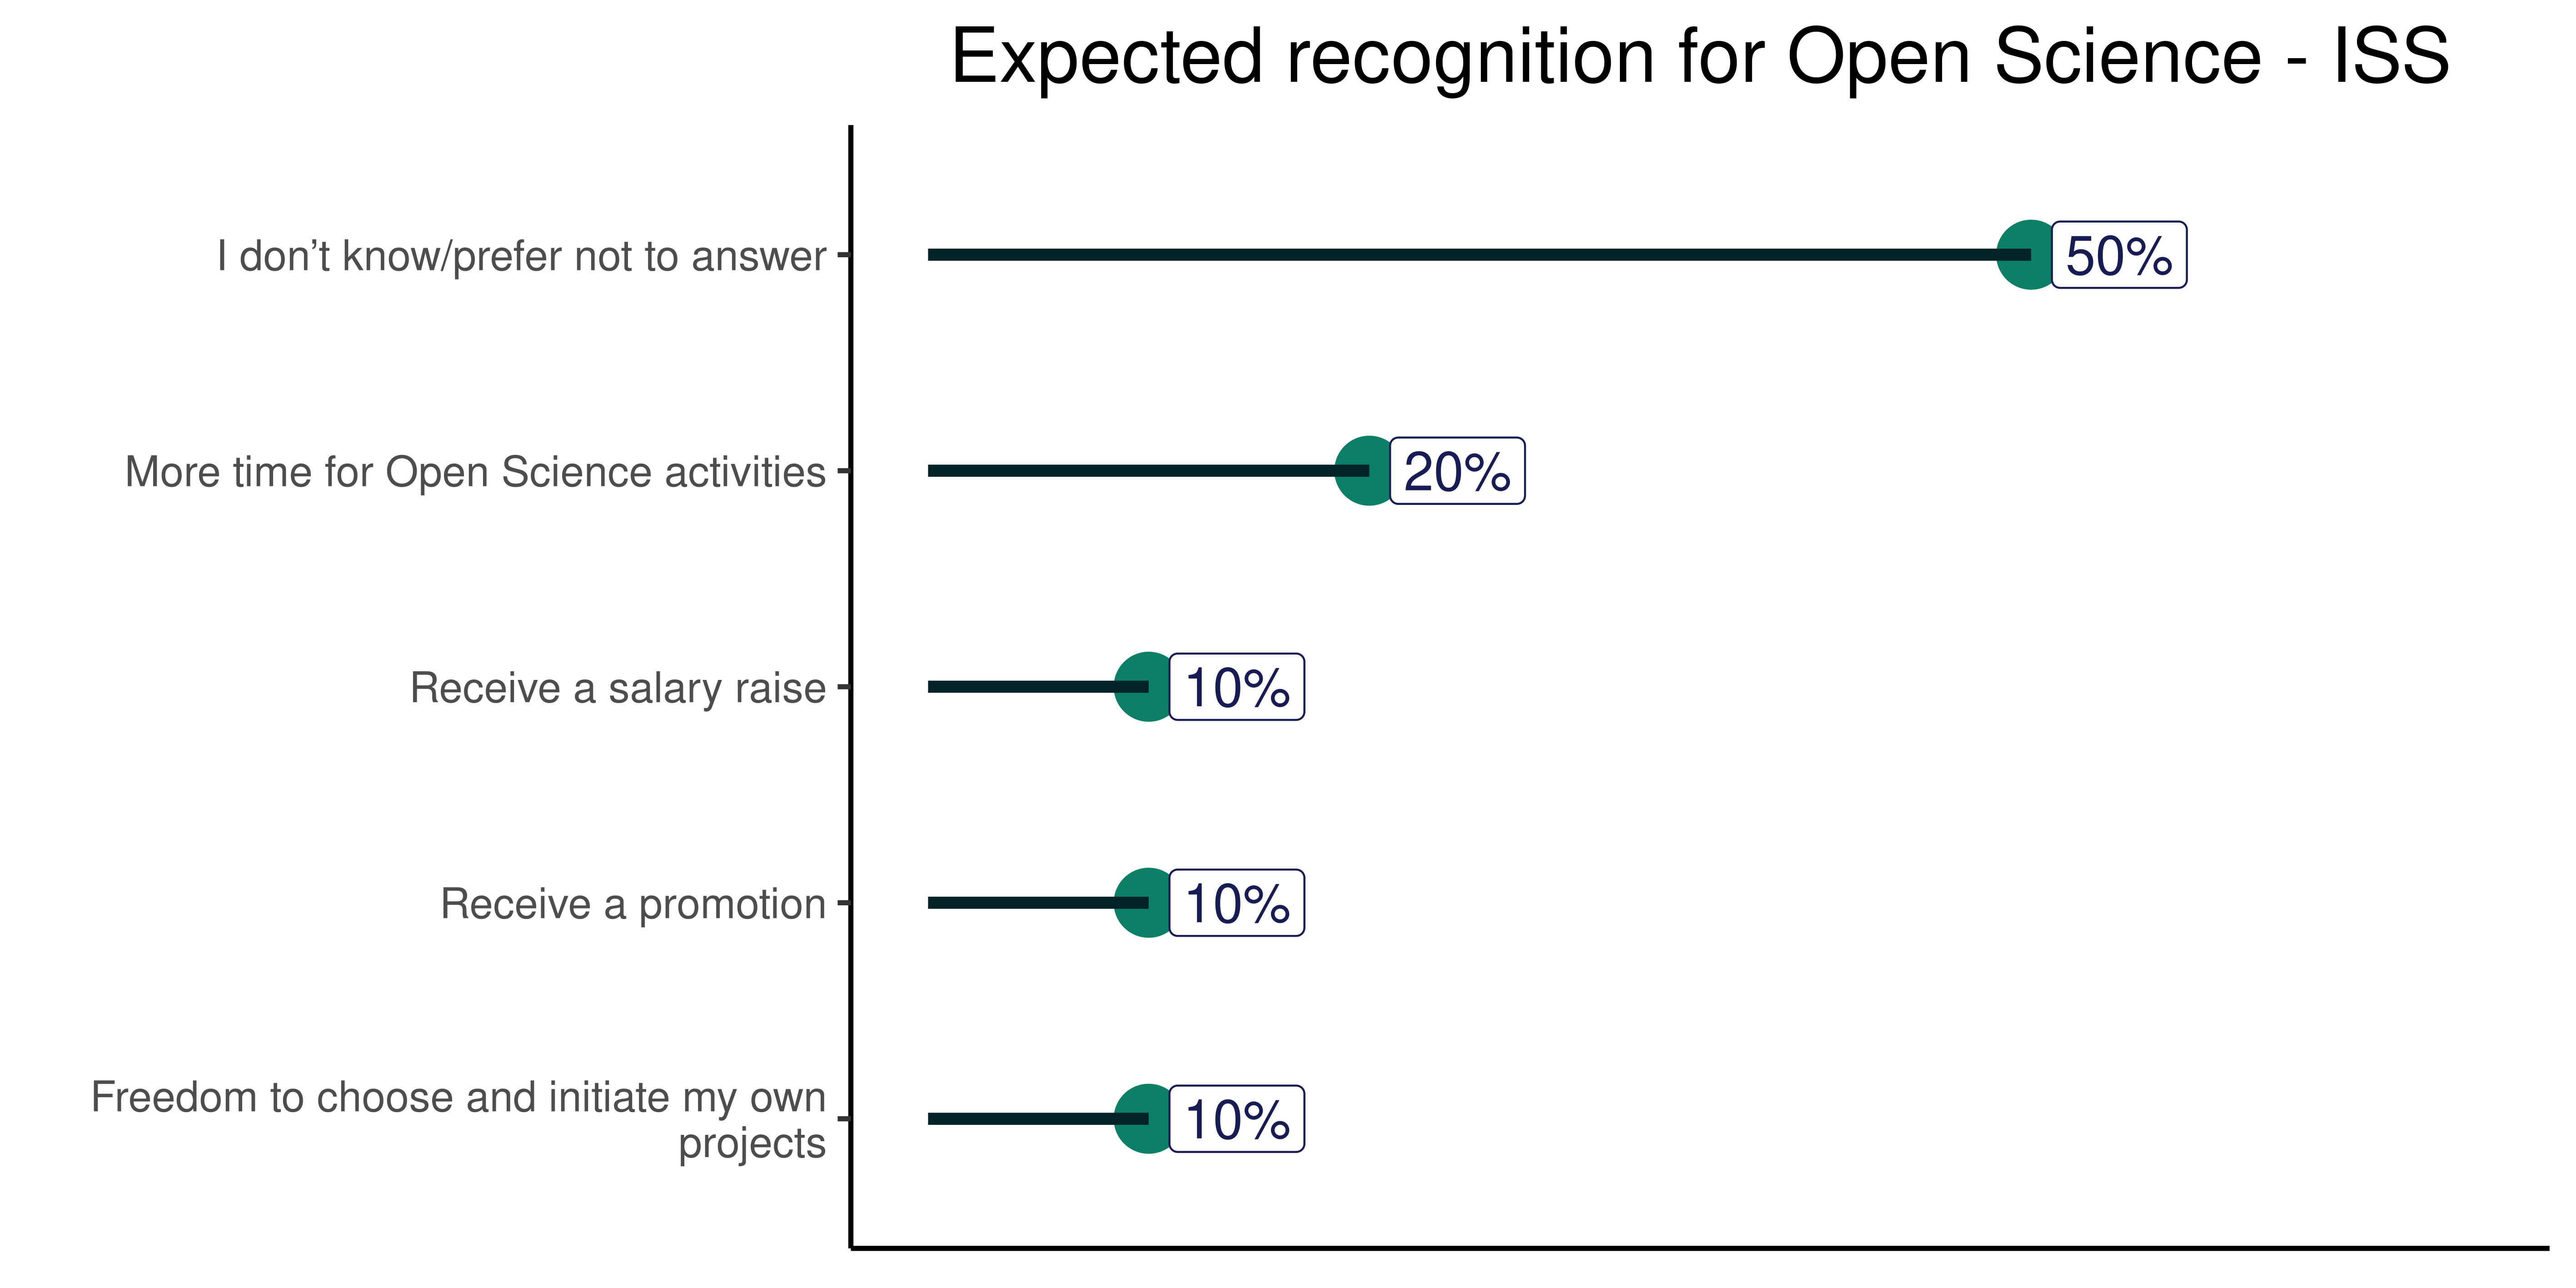 Expected recognition for Open Science - ISS
I don’t know/prefer not to answer
50%
More time for Open Science activities
20%
Receive a salary raise
10%
Receive a promotion
10%
Freedom to choose and initiate my own
projects
10%